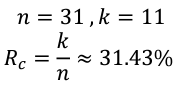 n = 31 , k = 11
R_c = k/n ≈ 31.43%